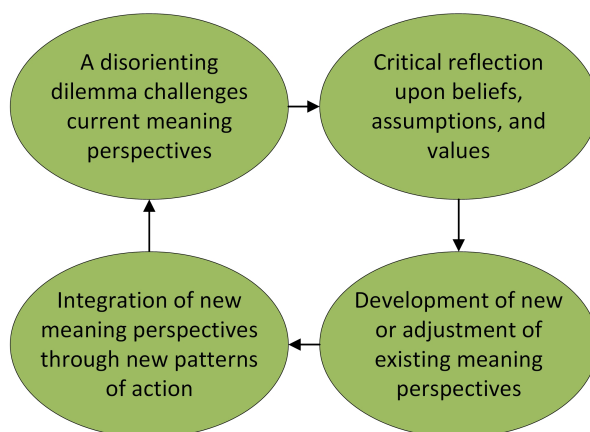 A disorienting
dilemma challenges
current meaning
perspectives
Critical reflection
upon beliefs,
assumptions, and
values
Development of new
or adjustment of
existing meaning
perspectives
Integration of new
meaning perspectives
through new patterns
of action